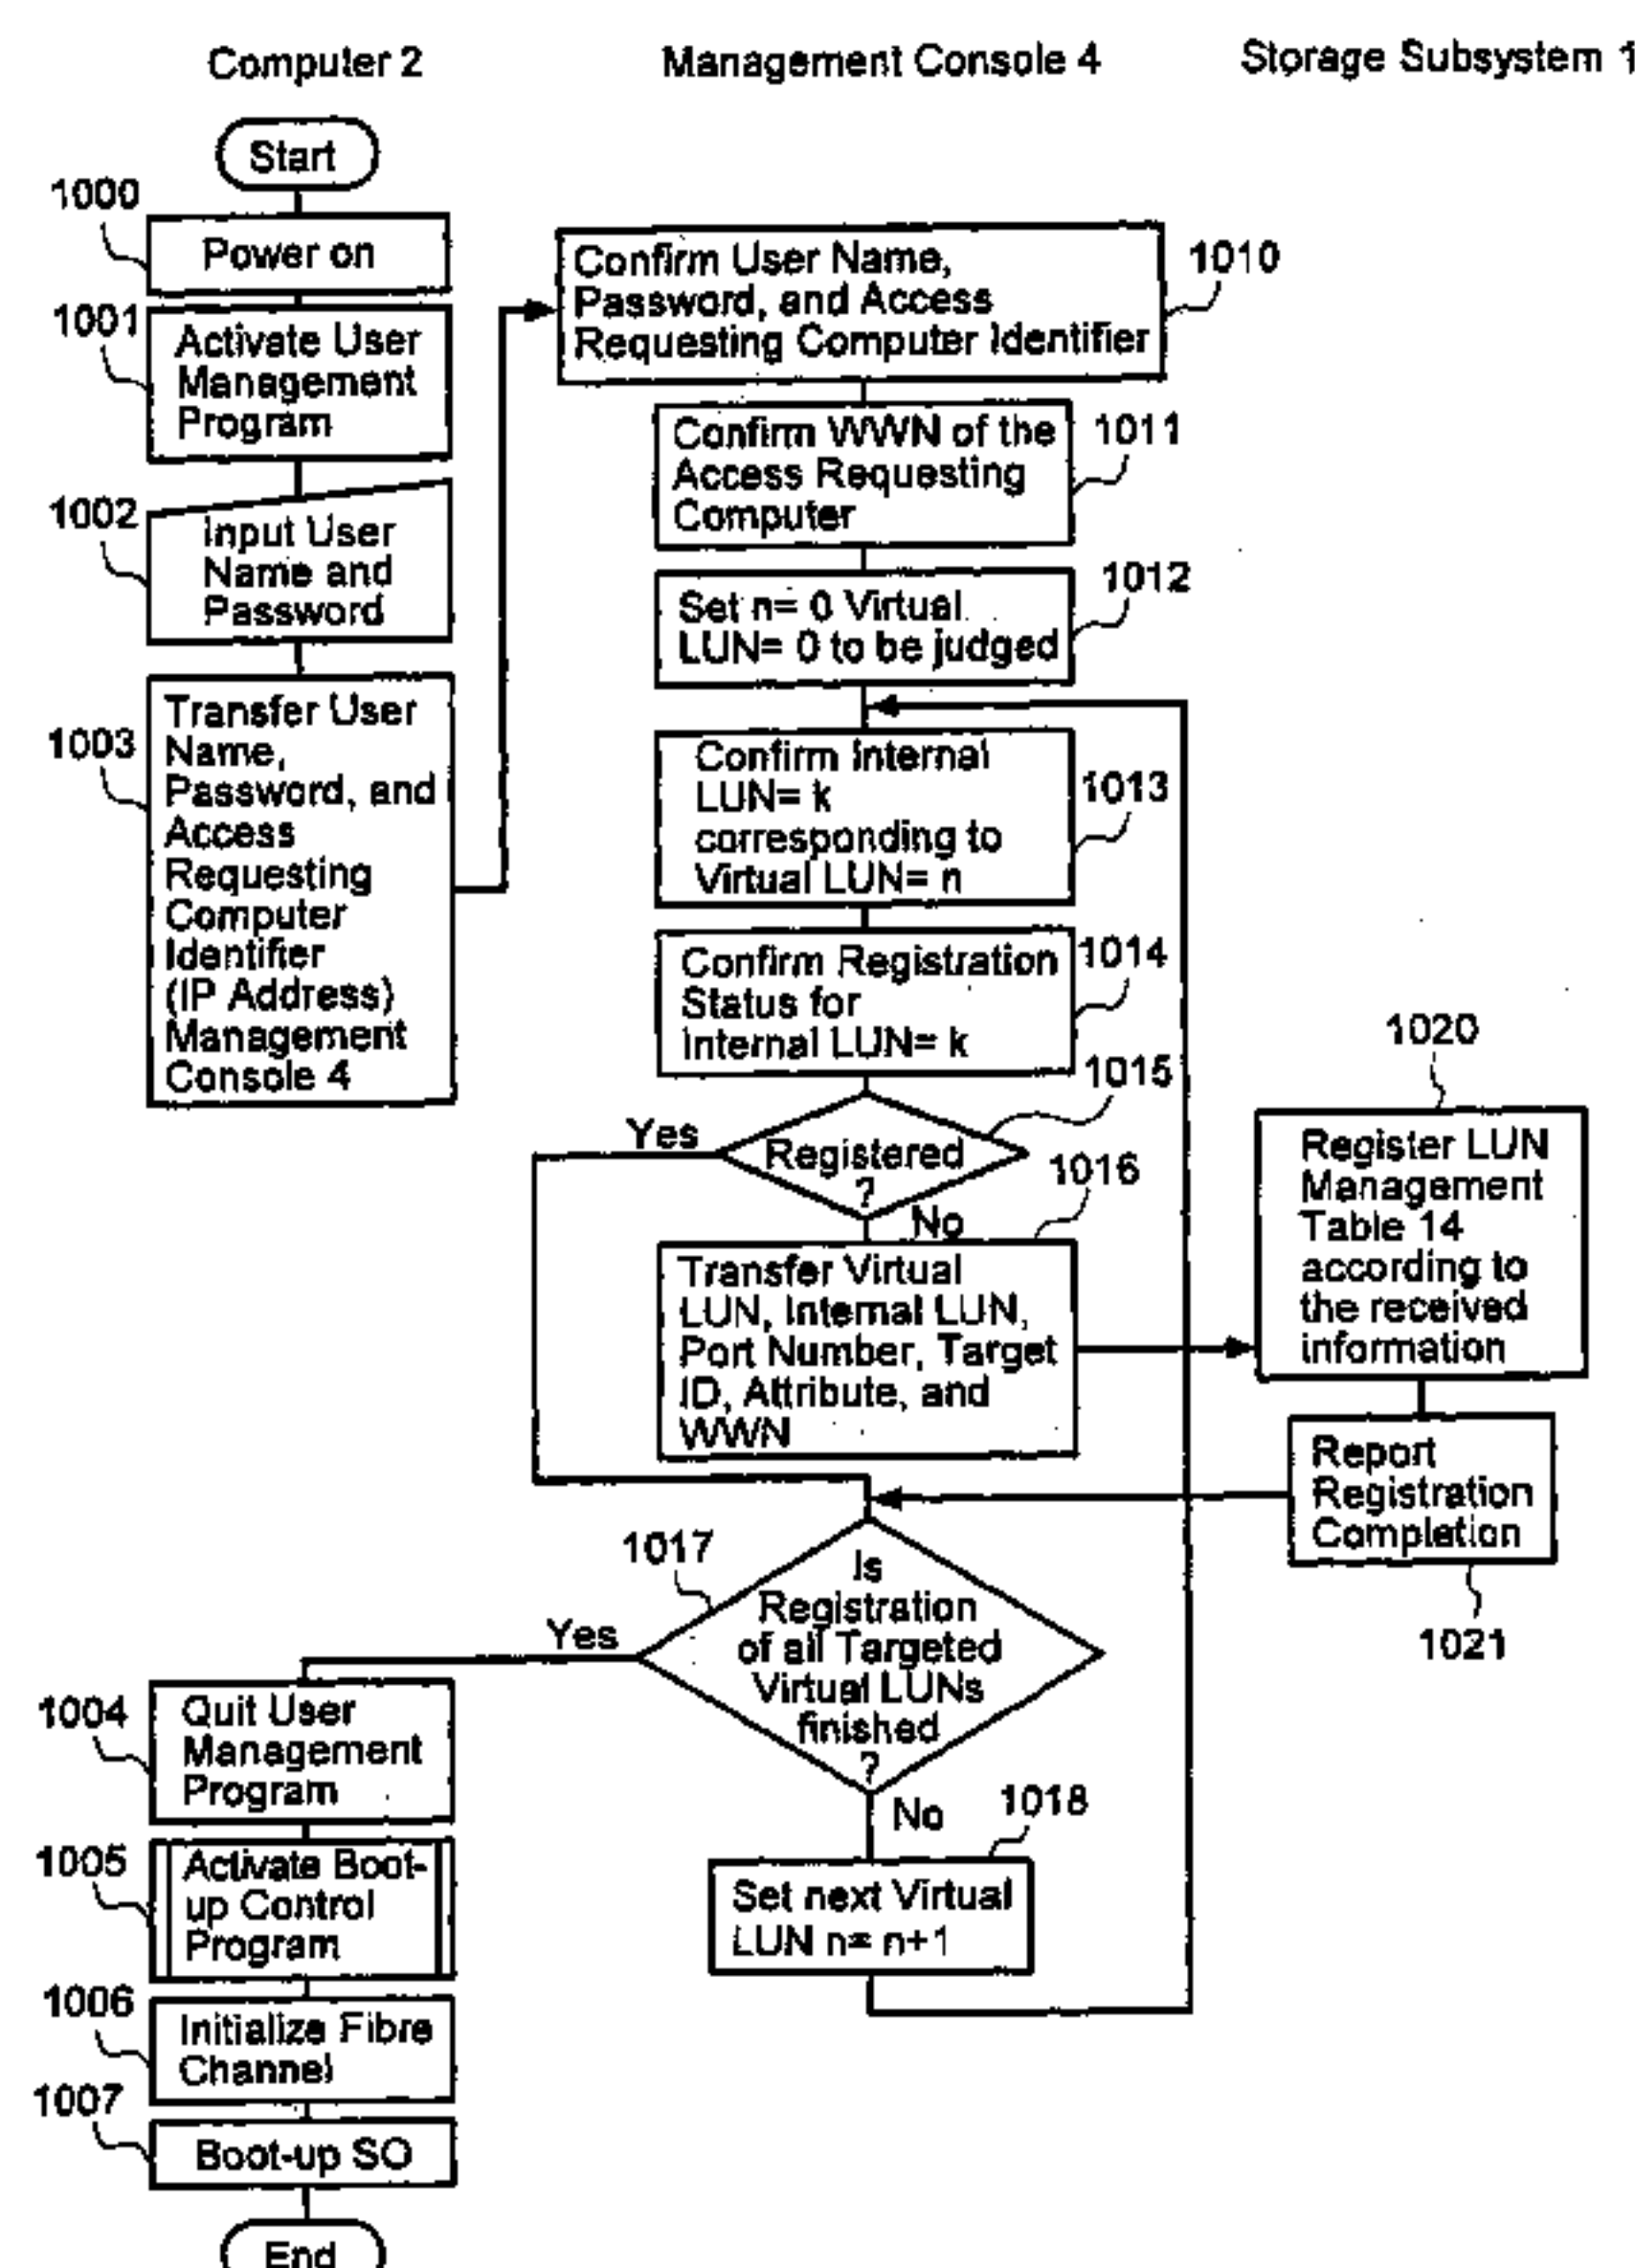 Computer 2
Management Console 4
Storage Subsystem 1
Start
1000
Power on
1001
Activate User
Management
Program
1002
Input User
Name and
Password
1003
Transfer User
Name,
Password, and
Access
Requesting
Computer
Identifier
(IP Address)
Management
Console 4
Confirm User Name,
Password, and Access
Requesting Computer Identifier
1010
Confirm WWN of the
Access Requesting
Computer
1011
Set n= 0 Virtual
LUN= 0 to be judged
1012
Confirm Internal
LUN= k
corresponding to
Virtual LUN= n
1013
Confirm Registration
Status for
Internal LUN= k
1014
1015
Yes
Registered
?
No
1016
Transfer Virtual
LUN, Internal LUN,
Port Number, Target
ID, Attribute, and
WWN
1020
Register LUN
Management
Table 14
according to
the received
information
Report
Registration
Completion
1021
1017
Is
Registration
of all Targeted
Virtual LUNs
finished
?
Yes
No
1018
Set next Virtual
LUN n= n+1
1004
Quit User
Management
Program
1005
Activate Boot-
up Control
Program
1006
Initialize Fibre
Channel
1007
Boot-up SO
End